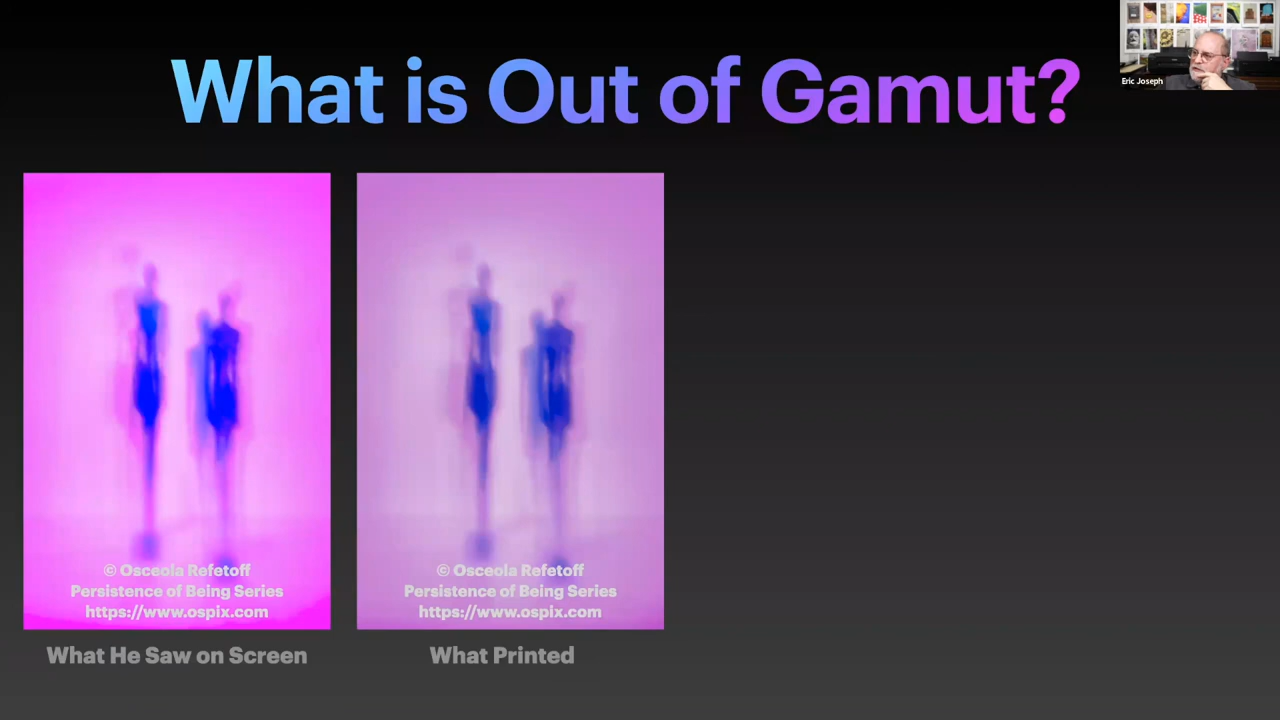 What is Out of Gamut?
Eric Joseph
© Osceola Refetoff
Persistence of Being Series
https://www.ospix.com
© Osceola Refetoff
Persistence of Being Series
https://www.ospix.com
What He Saw on Screen
What Printed